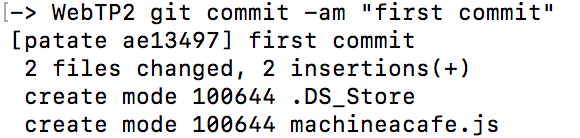 [-> WebTP2 git commit -am "first commit"
[patate ae13497] first commit
 2 files changed, 2 insertions(+)
 create mode 100644 .DS_Store
 create mode 100644 machineacafe.js